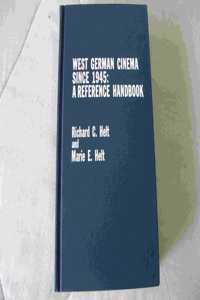 WEST GERMAN CINEMA
SINCE 1945:
A REFERENCE HANDBOOK
Richard C. Helt
and
Marie E. Helt